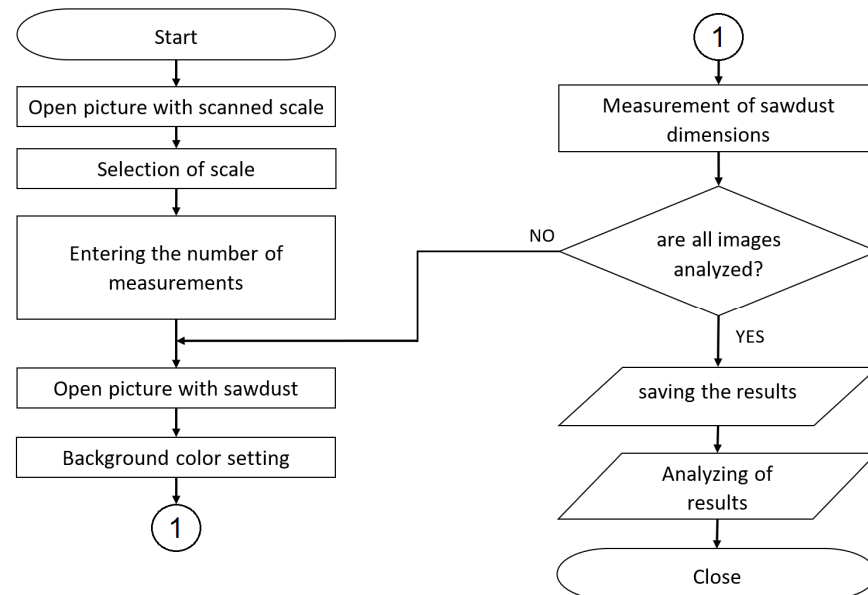 Start
Open picture with scanned scale
Selection of scale
Entering the number of
measurements
Open picture with sawdust
Background color setting
1
1
Measurement of sawdust
dimensions
are all images
analyzed?
NO
YES
saving the results
Analyzing of
results
Close